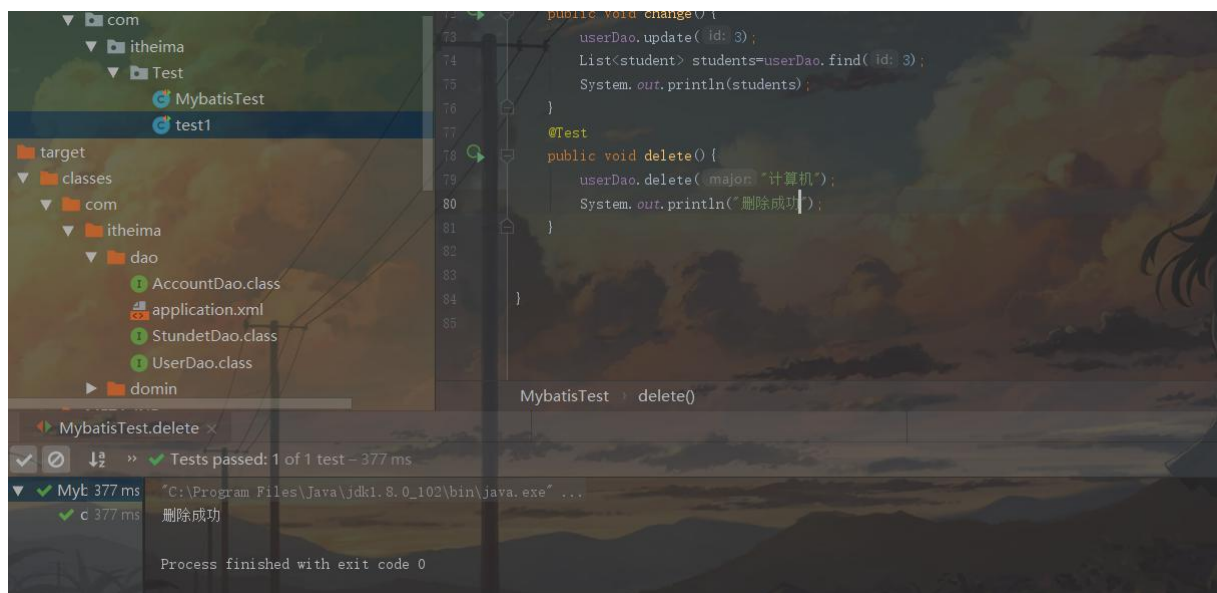 com
itheima
Test
MybatisTest
test1
target
classes
com
itheima
dao
AccountDao.class
application.xml
StundetDao.class
UserDao.class
domin
72 public void change(){
73 userDao.update( id: 3);
74 List<student> students=userDao.find( id: 3);
75 System.out.println(students);
76 }
77 @Test
78 public void delete(){
79 userDao.delete( major: "计算机");
80 System.out.println("删除成功");
81 }
82
83
84 }
85
MybatisTest › delete()
MybatisTest.delete ×
Tests passed: 1 of 1 test – 377 ms
Myb 377 ms
d 377 ms
"C:\Program Files\Java\jdk1.8.0_102\bin\java.exe" ...
删除成功
Process finished with exit code 0